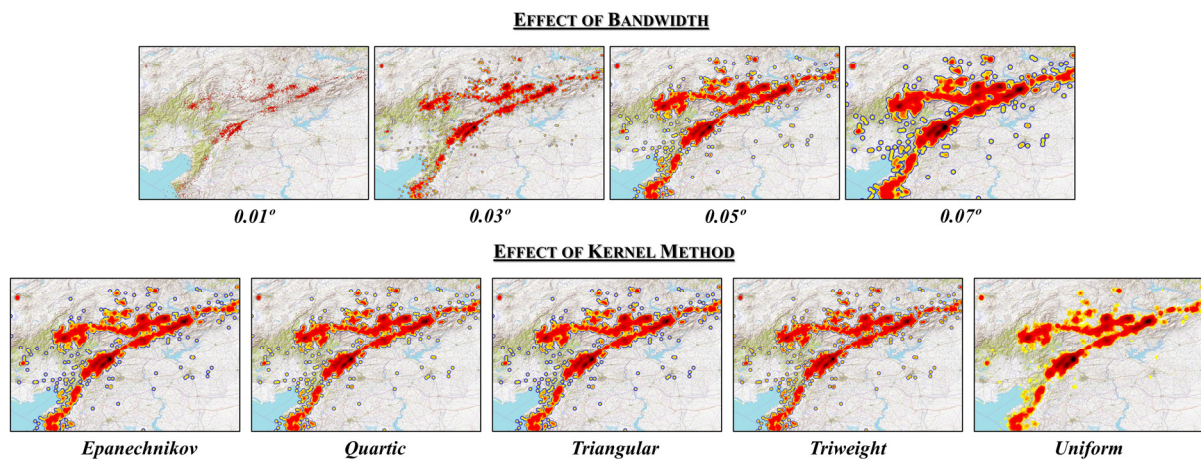 EFFECT OF BANDWIDTH
0.01º
0.03º
0.05º
0.07º
EFFECT OF KERNEL METHOD
Epanechnikov
Quartic
Triangular
Triweight
Uniform